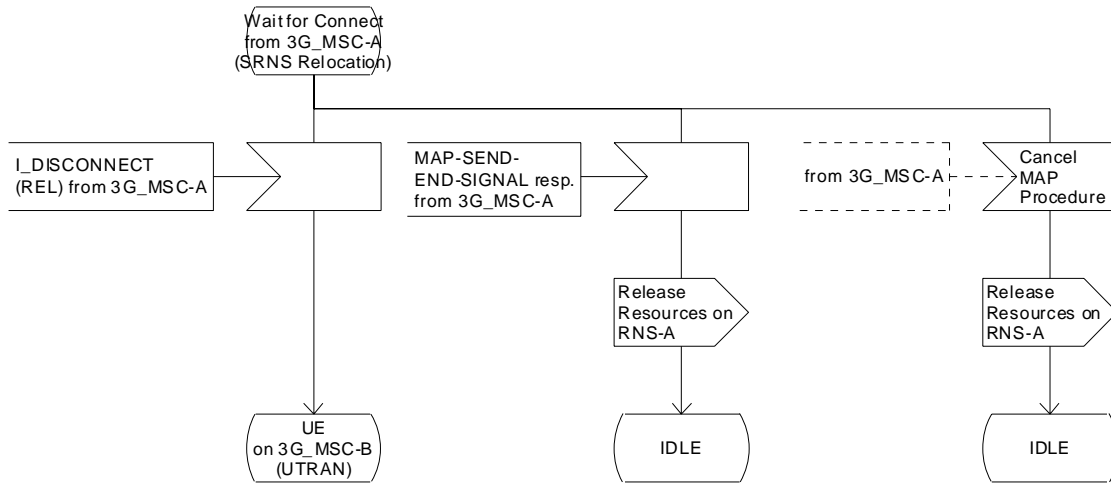 Wait for Connect
from 3G_MSC-A
(SRNS Relocation)
I_DISCONNECT
(REL) from 3G_MSC-A
MAP-SEND-
END-SIGNAL resp.
from 3G_MSC-A
from 3G_MSC-A
Cancel
MAP
Procedure
Release
Resources on
RNS-A
Release
Resources on
RNS-A
UE
on 3G_MSC-B
(UTRAN)
IDLE
IDLE